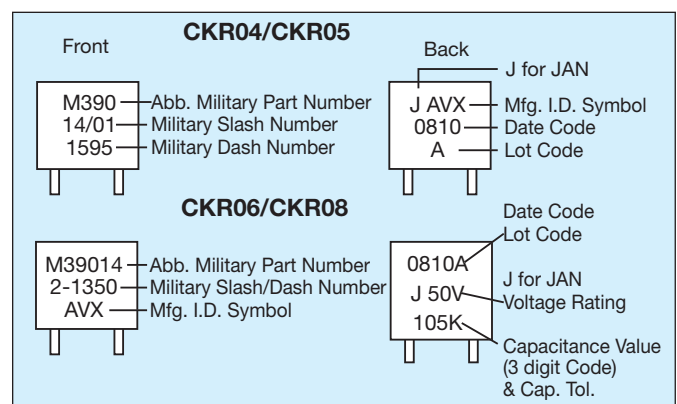 CKR04/CKR05
Front
M390
14/01
1595
Abb. Military Part Number
Military Slash Number
Military Dash Number
Back
J AVX
0810
A
J for JAN
Mfg. I.D. Symbol
Date Code
Lot Code
CKR06/CKR08
M39014
2-1350
AVX
Abb. Military Part Number
Military Slash/Dash Number
Mfg. I.D. Symbol
0810A
J 50V
105K
Date Code
Lot Code
J for JAN
Voltage Rating
Capacitance Value
(3 digit Code)
& Cap. Tol.